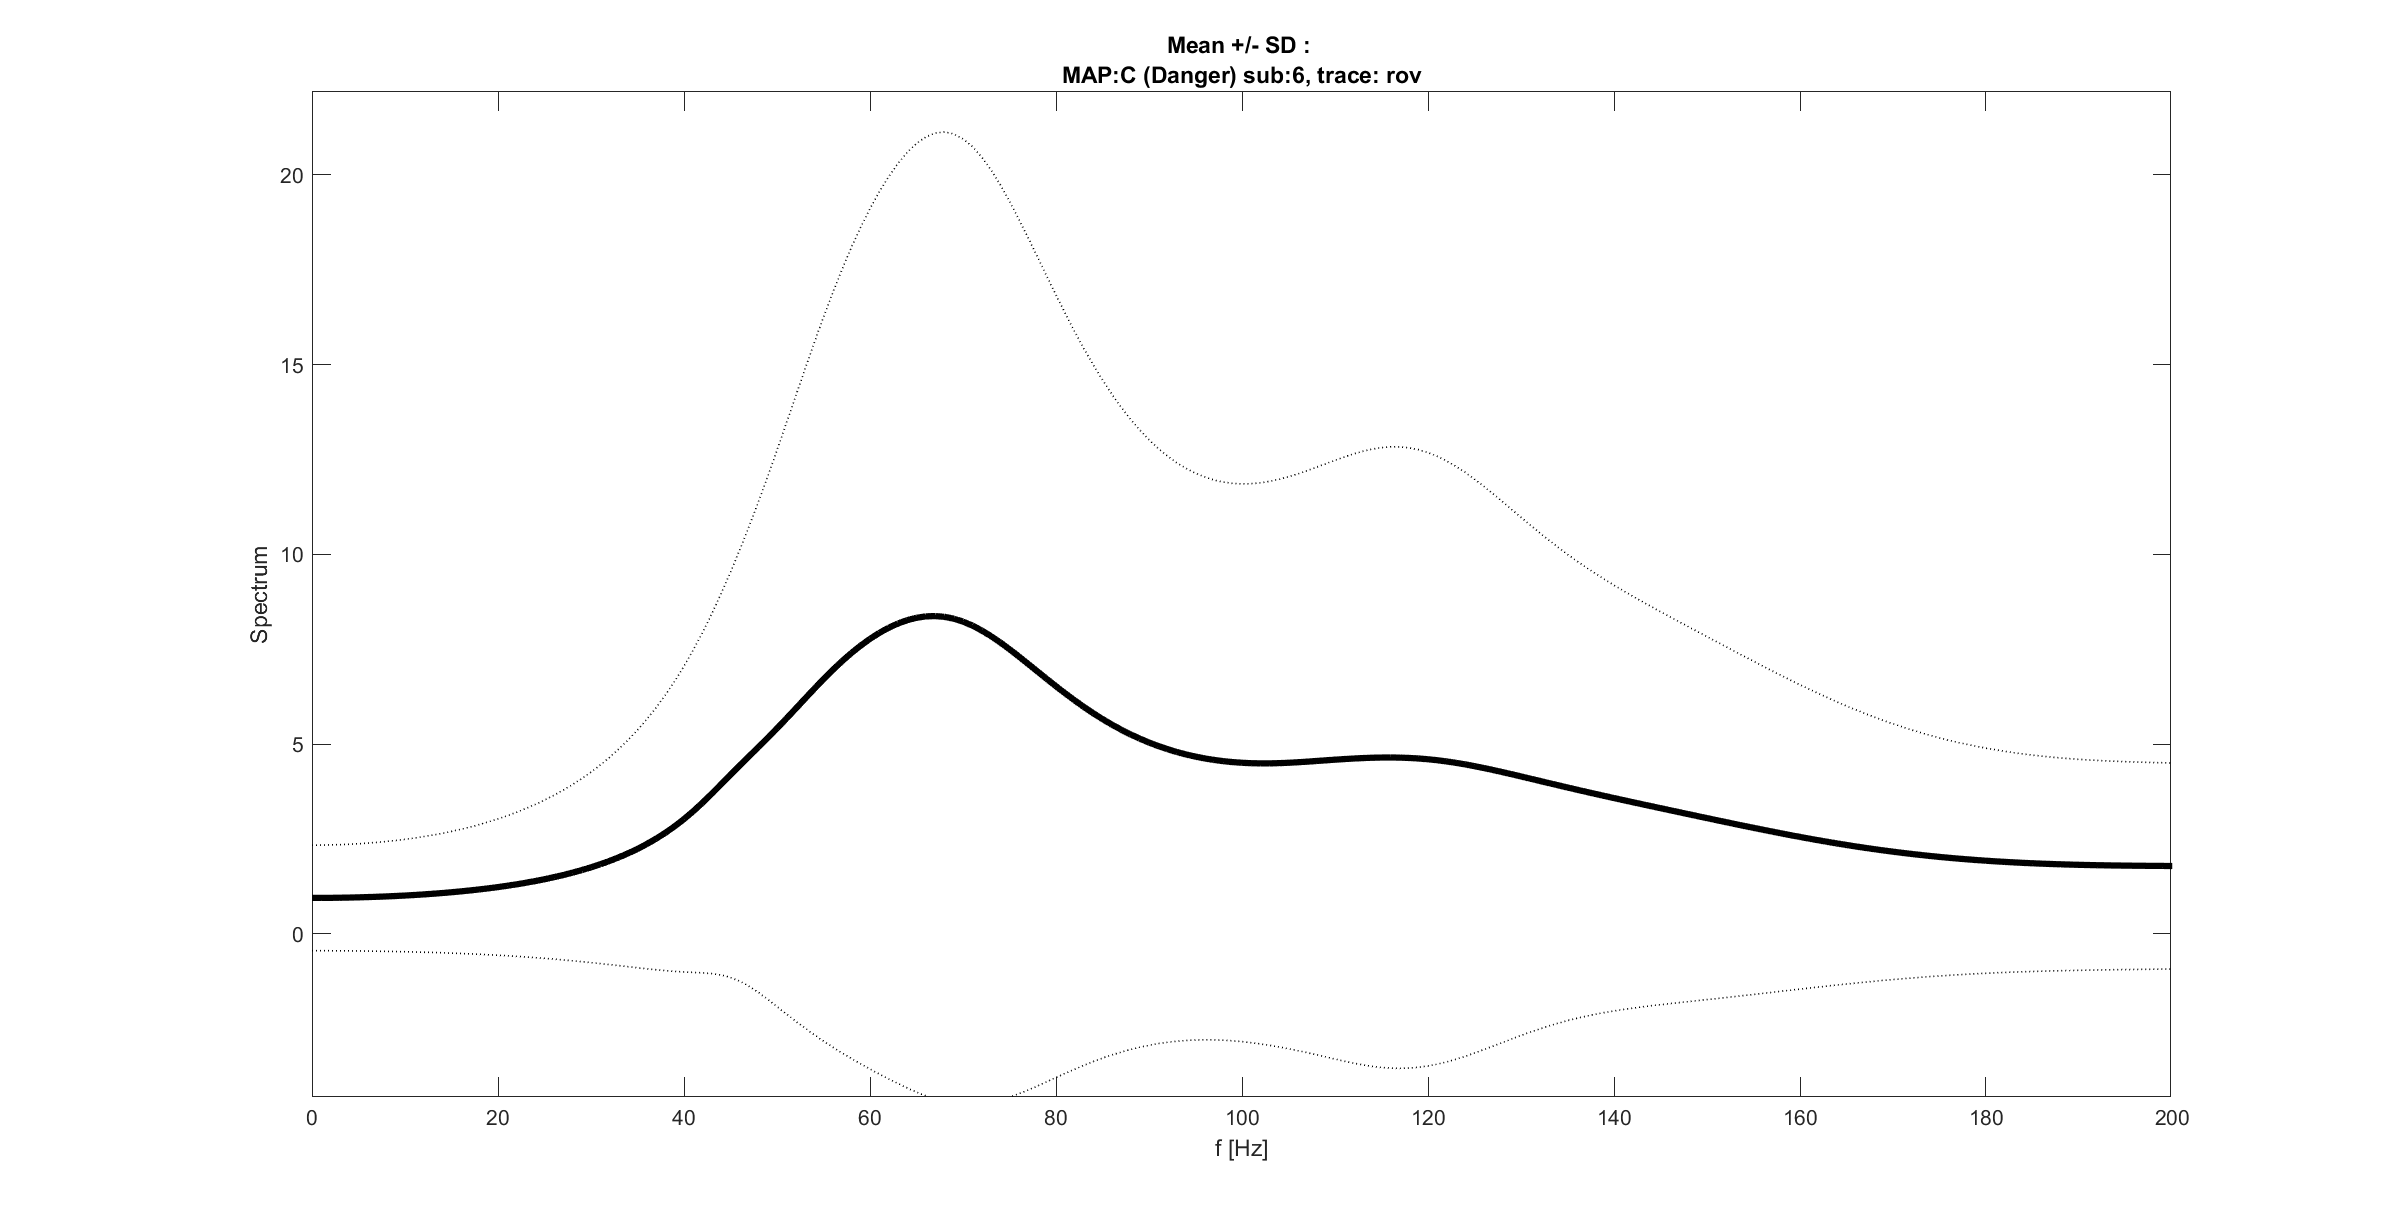 Mean +/- SD :
MAP:C (Danger) sub:6, trace: rov
20
15
10
5
0
Spectrum
0 20 40 60 80 100 120 140 160 180 200
f [Hz]